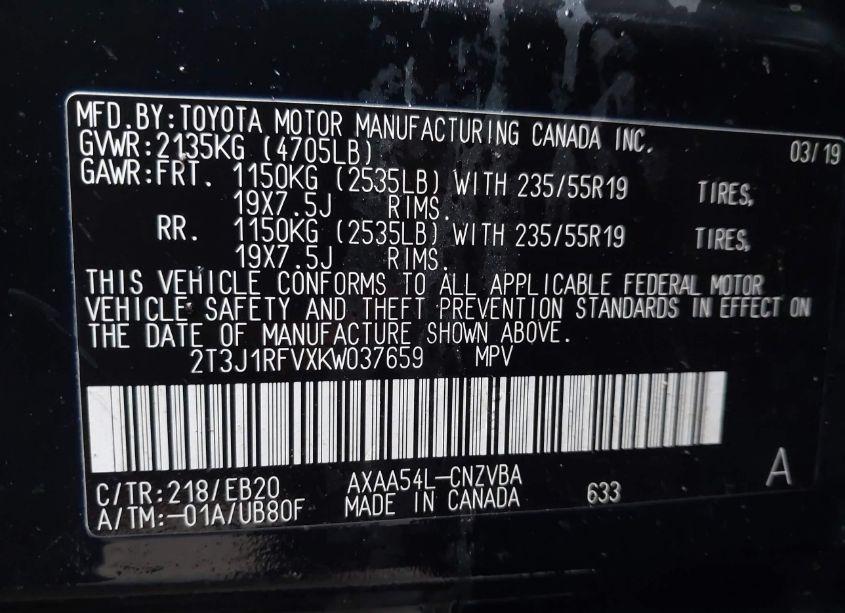 MFD.BY:TOYOTA MOTOR MANUFACTURING CANADA INC. 03/19
GVWR:2135KG (4705LB)
GAWR:FRT. 1150KG (2535LB) WITH 235/55R19 TIRES,
19X7.5J RIMS.
RR. 1150KG (2535LB) WITH 235/55R19 TIRES,
19X7.5J RIMS.
THIS VEHICLE CONFORMS TO ALL APPLICABLE FEDERAL MOTOR
VEHICLE SAFETY AND THEFT PREVENTION STANDARDS IN EFFECT ON
THE DATE OF MANUFACTURE SHOWN ABOVE.
2T3J1RFVXKW037659 MPV
C/TR:218/EB20 AXAA54L-CNZVBA A
A/TM:-01A/UB80F MADE IN CANADA 633